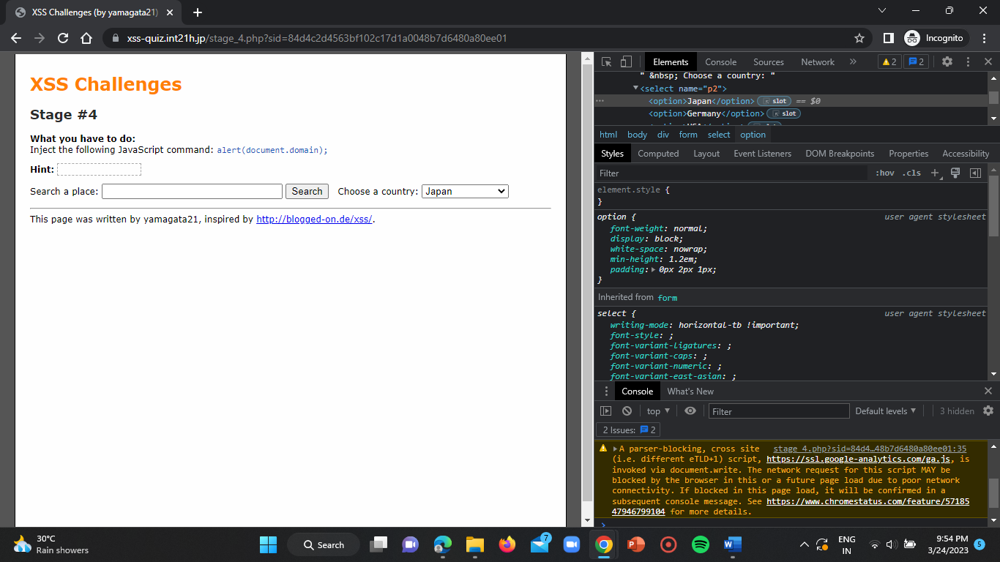 XSS Challenges (by yamagata21)
xss-quiz.int21h.jp/stage_4.php?sid=84d4c2d4563bf102c17d1a0048b7d6480a80ee01
Incognito
XSS Challenges
Stage #4
What you have to do:
Inject the following JavaScript command: alert(document.domain);
Hint:
Search a place: Search Choose a country: Japan
This page was written by yamagata21, inspired by http://blogged-on.de/xss/.
Elements Console Sources Network » 2 2
" &nbsp; Choose a country: "
<select name="p2">
<option>Japan</option> slot == $0
<option>Germany</option> slot
html body div form select option
Styles Computed Layout Event Listeners DOM Breakpoints Properties Accessibility
Filter :hov .cls +
element.style {
}
option { user agent stylesheet
font-weight: normal;
display: block;
white-space: nowrap;
min-height: 1.2em;
padding: 0px 2px 1px;
}
Inherited from form
select { user agent stylesheet
writing-mode: horizontal-tb !important;
font-style: ;
font-variant-ligatures: ;
font-variant-caps: ;
font-variant-numeric: ;
font-variant-east-asian: ;
Console What's New
top Filter Default levels 3 hidden
2 Issues: 2
A parser-blocking, cross site stage_4.php?sid=84d4…48b7d6480a80ee01:35
(i.e. different eTLD+1) script, https://ssl.google-analytics.com/ga.js, is
invoked via document.write. The network request for this script MAY be
blocked by the browser in this or a future page load due to poor network
connectivity. If blocked in this page load, it will be confirmed in a
subsequent console message. See https://www.chromestatus.com/feature/57185
47946799104 for more details.
30°C
Rain showers
Search
7
ENG
IN
9:54 PM
3/24/2023
5